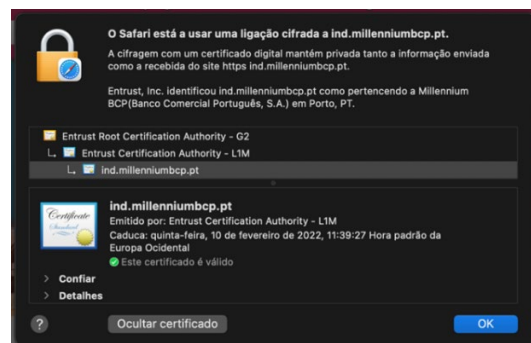 O Safari está a usar uma ligação cifrada a ind.millenniumbcp.pt.
A cifragem com um certificado digital mantém privada tanto a informação enviada
como a recebida do site https ind.millenniumbcp.pt.
Entrust, Inc. identificou ind.millenniumbcp.pt como pertencendo a Millennium
BCP(Banco Comercial Português, S.A.) em Porto, PT.
Entrust Root Certification Authority - G2
Entrust Certification Authority - L1M
ind.millenniumbcp.pt
Certificate
Standard
ind.millenniumbcp.pt
Emitido por: Entrust Certification Authority - L1M
Caduca: quinta-feira, 10 de fevereiro de 2022, 11:39:27 Hora padrão da
Europa Ocidental
Este certificado é válido
> Confiar
> Detalhes
?
Ocultar certificado
OK